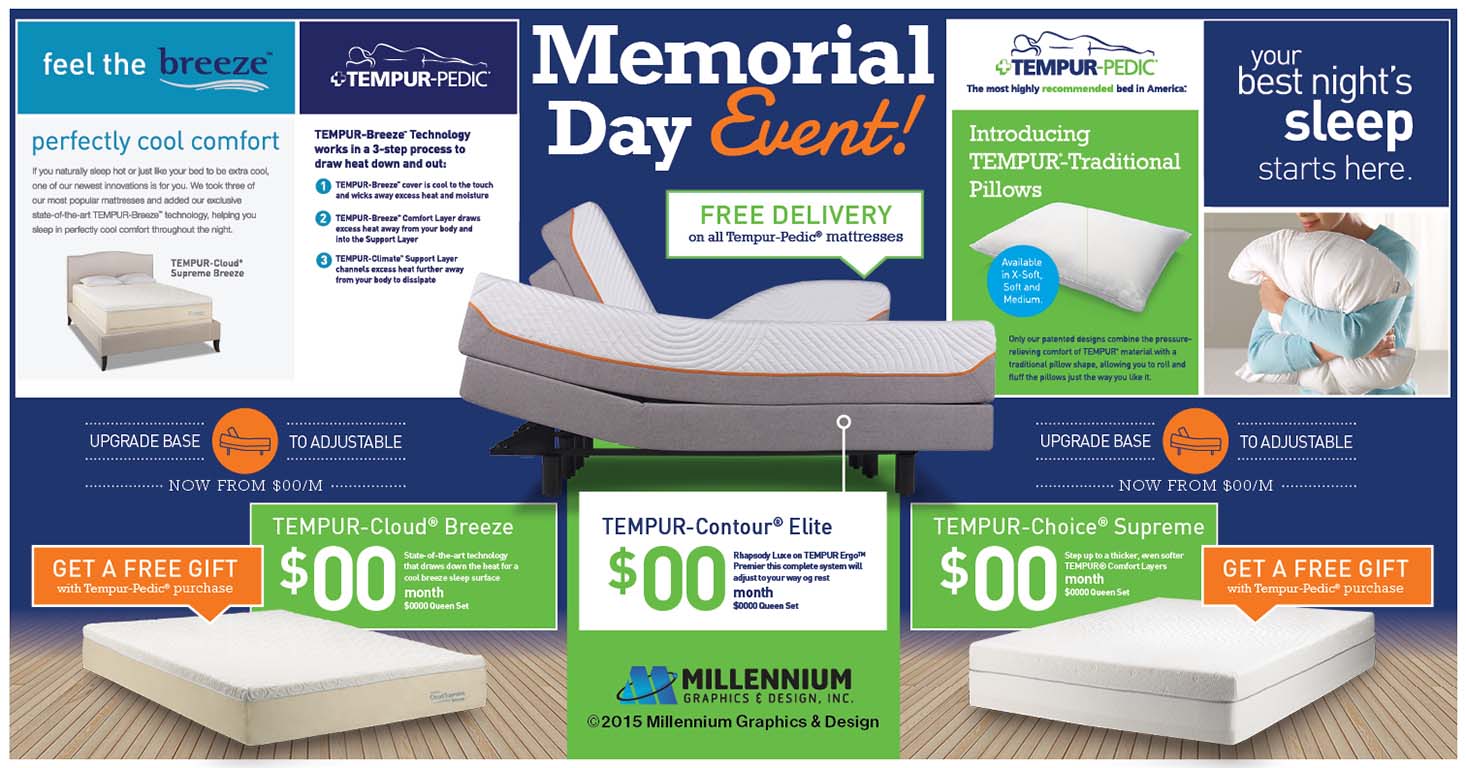 feel the breeze™
TEMPUR-PEDIC®
perfectly cool comfort
If you naturally sleep hot or just like your bed to be extra cool,
one of our newest innovations is for you. We took three of
our most popular mattresses and added our exclusive
state-of-the-art TEMPUR-Breeze™ technology, helping you
sleep in perfectly cool comfort throughout the night.
TEMPUR-Cloud®
Supreme Breeze
TEMPUR-Breeze™ Technology
works in a 3-step process to
draw heat down and out:
1 TEMPUR-Breeze™ cover is cool to the touch
and wicks away excess heat and moisture
2 TEMPUR-Breeze™ Comfort Layer draws
excess heat away from your body and
into the Support Layer
3 TEMPUR-Climate™ Support Layer
channels excess heat further away
from your body to dissipate
Memorial
Day Event!
FREE DELIVERY
on all Tempur-Pedic® mattresses
TEMPUR-PEDIC®
The most highly recommended bed in America.®
Introducing
TEMPUR®-Traditional
Pillows
Available
in X-Soft,
Soft and
Medium.
Only our patented designs combine the pressure-
relieving comfort of TEMPUR® material with a
traditional pillow shape, allowing you to roll and
fluff the pillows just the way you like it.
your
best night's
sleep
starts here.
UPGRADE BASE TO ADJUSTABLE
NOW FROM $00/M
UPGRADE BASE TO ADJUSTABLE
NOW FROM $00/M
GET A FREE GIFT
with Tempur-Pedic® purchase
TEMPUR-Cloud® Breeze
$00
State-of-the-art technology
that draws down the heat for a
cool breeze sleep surface
month
$0000 Queen Set
TEMPUR-Contour® Elite
$00
Rhapsody Luxe on TEMPUR Ergo™
Premier this complete system will
adjust to your way og rest
month
$0000 Queen Set
TEMPUR-Choice® Supreme
$00
Step up to a thicker, even softer
TEMPUR® Comfort Layers
month
$0000 Queen Set
GET A FREE GIFT
with Tempur-Pedic® purchase
MILLENNIUM
GRAPHICS & DESIGN, INC.
©2015 Millennium Graphics & Design